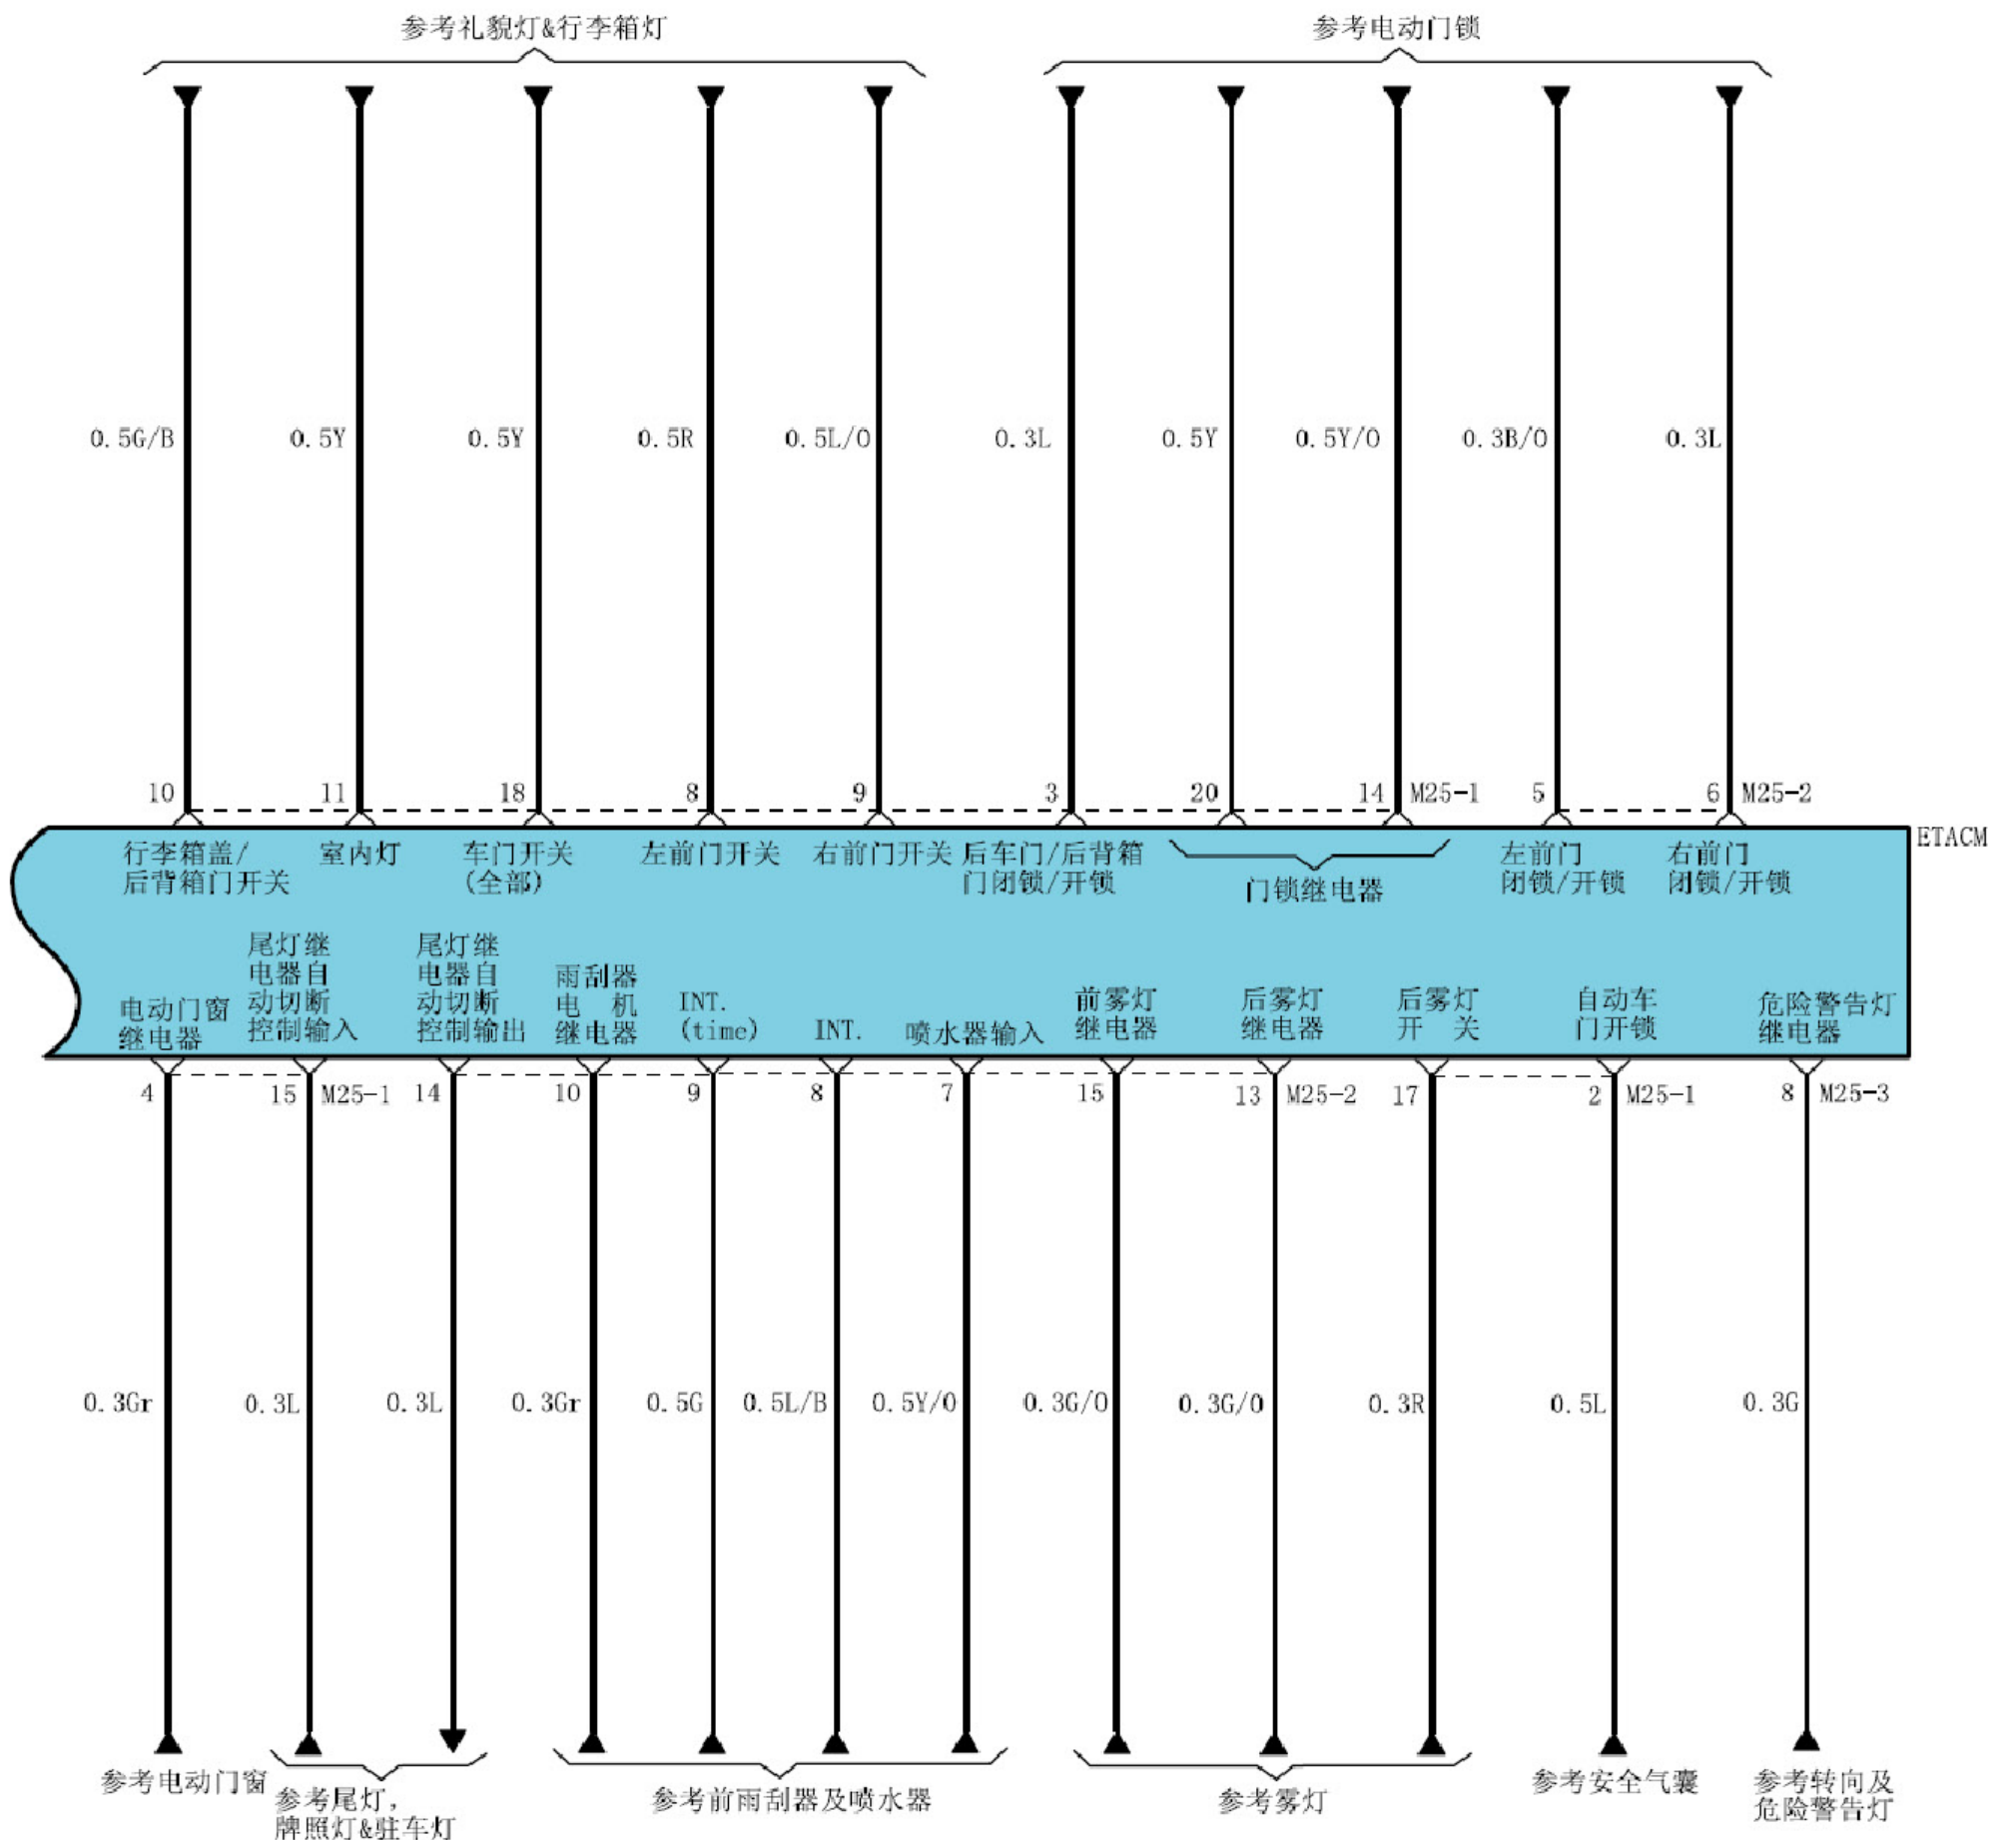 参考礼貌灯&行李箱灯
参考电动门锁
0.5G/B
0.5Y
0.5Y
0.5R
0.5L/O
0.3L
0.5Y
0.5Y/O
0.3B/O
0.3L
10
11
18
8
9
3
20
14
M25-1
5
6
M25-2
ETACM
行李箱盖/
后背箱门开关
室内灯
车门开关
(全部)
左前门开关
右前门开关
后车门/后背箱
门闭锁/开锁
门锁继电器
左前门
闭锁/开锁
右前门
闭锁/开锁
电动门窗
继电器
尾灯继
电器自
动切断
控制输入
尾灯继
电器自
动切断
控制输出
雨刮器
电 机
继电器
INT.
(time)
INT.
喷水器输入
前雾灯
继电器
后雾灯
继电器
后雾灯
开 关
自动车
门开锁
危险警告灯
继电器
4
15
M25-1
14
10
9
8
7
15
13
M25-2
17
2
M25-1
8
M25-3
0.3Gr
0.3L
0.3L
0.3Gr
0.5G
0.5L/B
0.5Y/O
0.3G/O
0.3G/O
0.3R
0.5L
0.3G
参考电动门窗
参考尾灯,
牌照灯&驻车灯
参考前雨刮器及喷水器
参考雾灯
参考安全气囊
参考转向及
危险警告灯